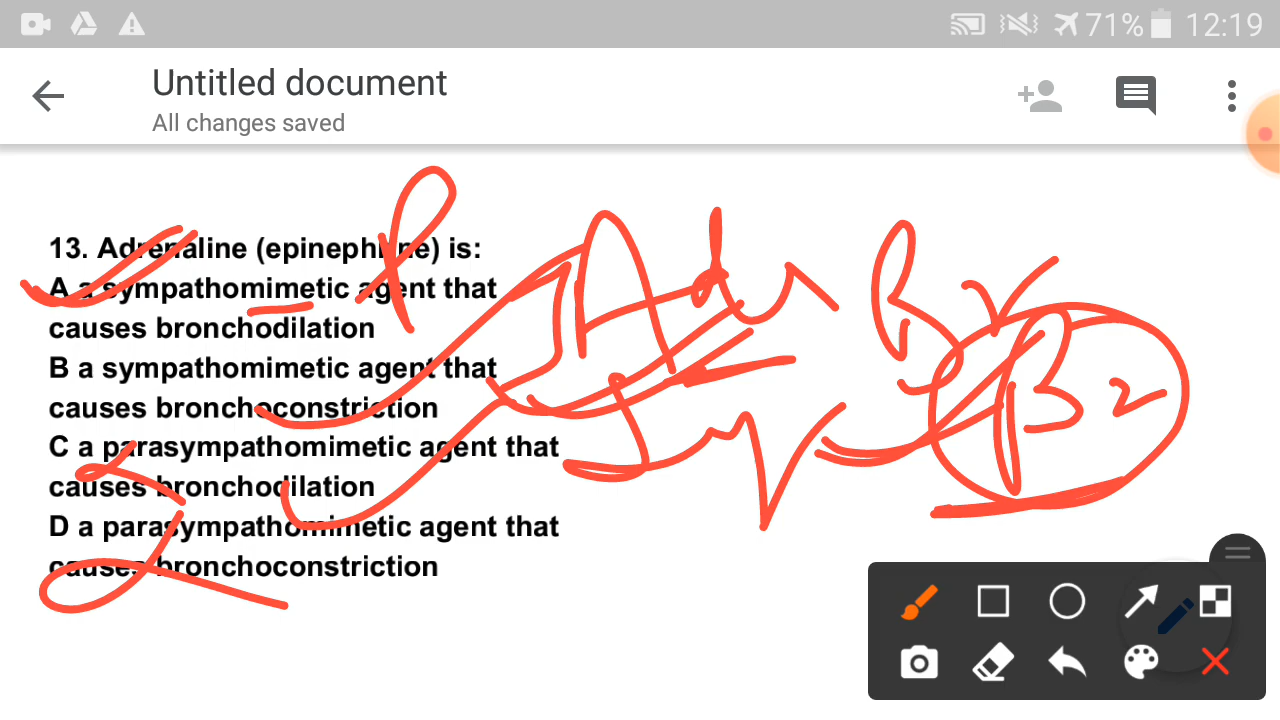 71% 12:19
Untitled document
All changes saved
13. Adrenaline (epinephrine) is:
A a sympathomimetic agent that
causes bronchodilation
B a sympathomimetic agent that
causes bronchoconstriction
C a parasympathomimetic agent that
causes bronchodilation
D a parasympathomimetic agent that
causes bronchoconstriction
β2